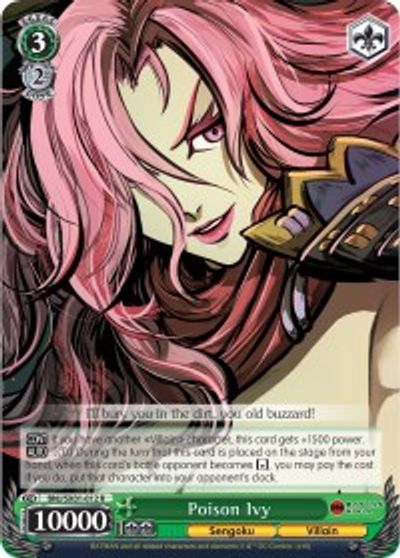 3
2
I'll bury you in the dirt, you old buzzard!
If you have another «Villain» character, this card gets +1500 power.
During the turn that this card is placed on the stage from your
hand, when this card's battle opponent becomes, you may pay the cost.
If you do, put that character into your opponent's clock.
Poison Ivy
10000
Sengoku
Villain